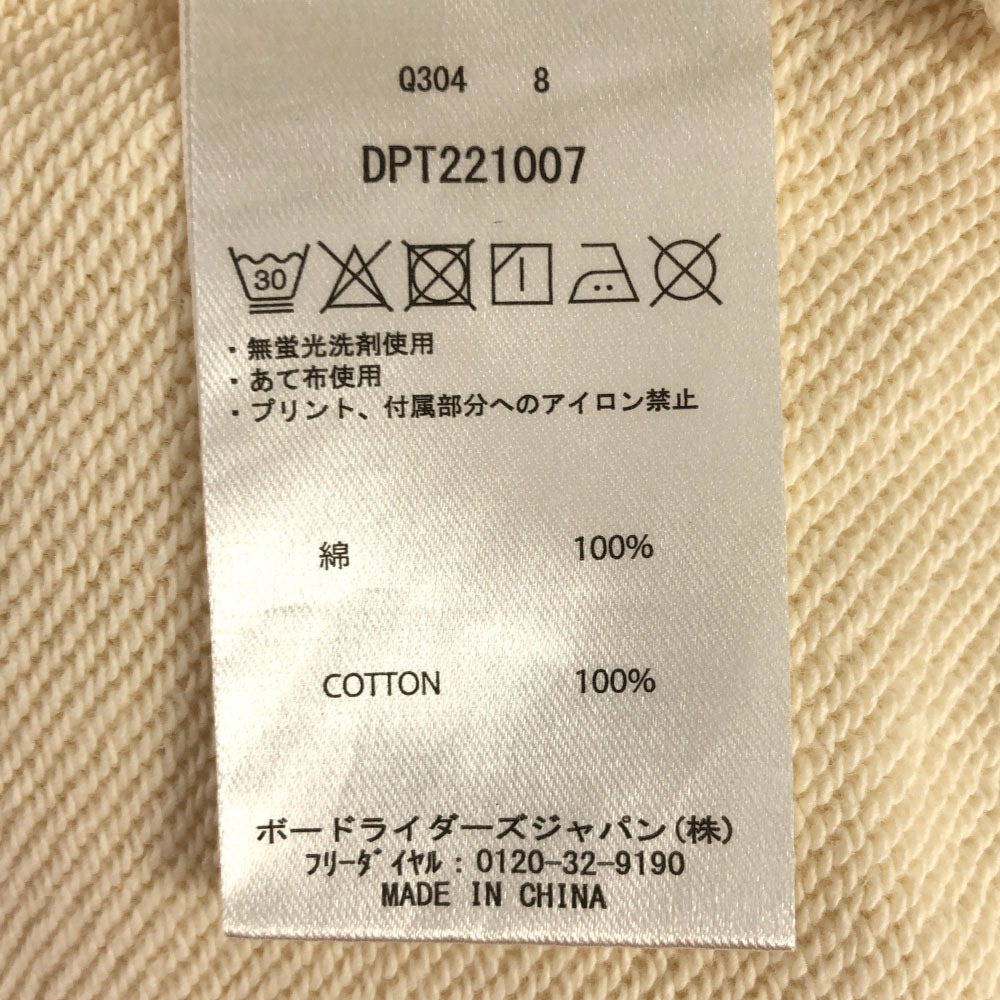 Q304 8
DPT221007
30
・無蛍光洗剤使用
・あて布使用
・プリント、付属部分へのアイロン禁止
綿 100%
COTTON 100%
ボードライダーズジャパン(株)
フリーダイヤル:0120-32-9190
MADE IN CHINA